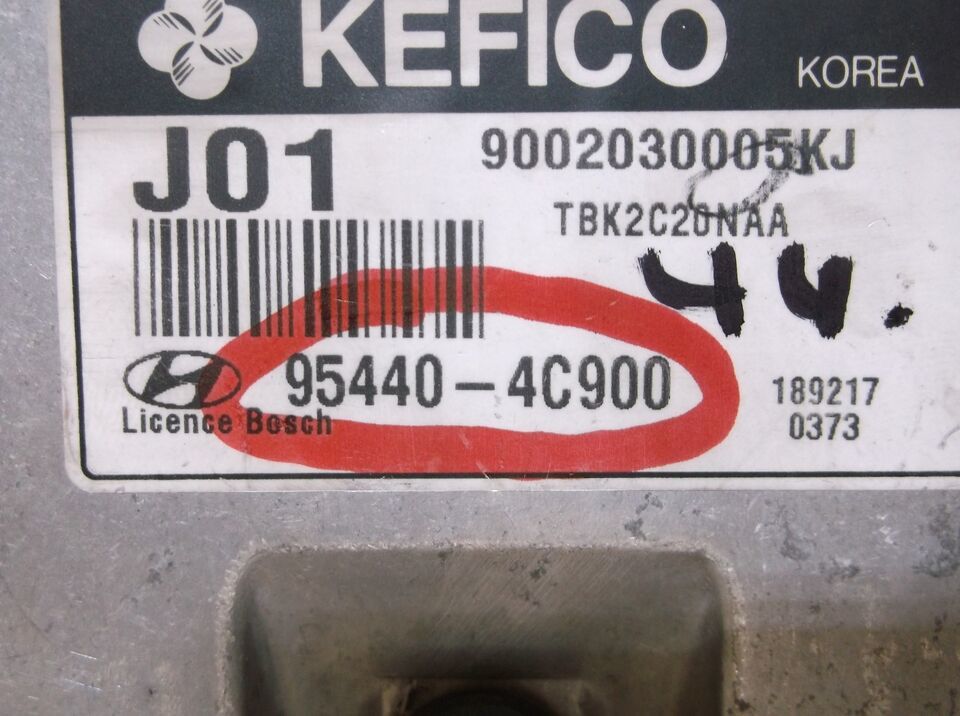 KEFICO
KOREA
J01
9002030005KJ
TBK2C20NAA
44.
95440-4C900
189217
0373
Licence Bosch